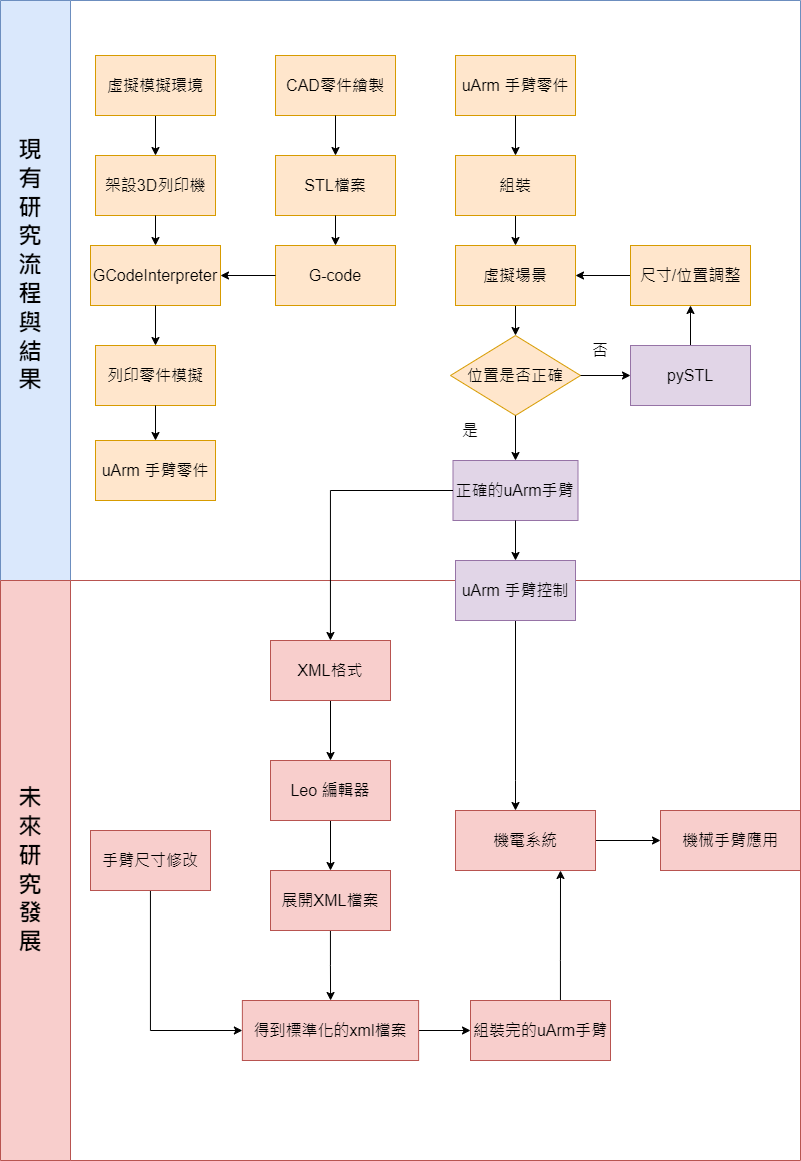 現有研究流程與結果
虛擬模擬環境
CAD零件繪製
uArm 手臂零件
架設3D列印機
STL檔案
組裝
GCodeInterpreter
G-code
虛擬場景
尺寸/位置調整
列印零件模擬
位置是否正確
否
pySTL
是
uArm 手臂零件
正確的uArm手臂
uArm 手臂控制
未來研究發展
XML格式
Leo 編輯器
手臂尺寸修改
機電系統
機械手臂應用
展開XML檔案
得到標準化的xml檔案
組裝完的uArm手臂